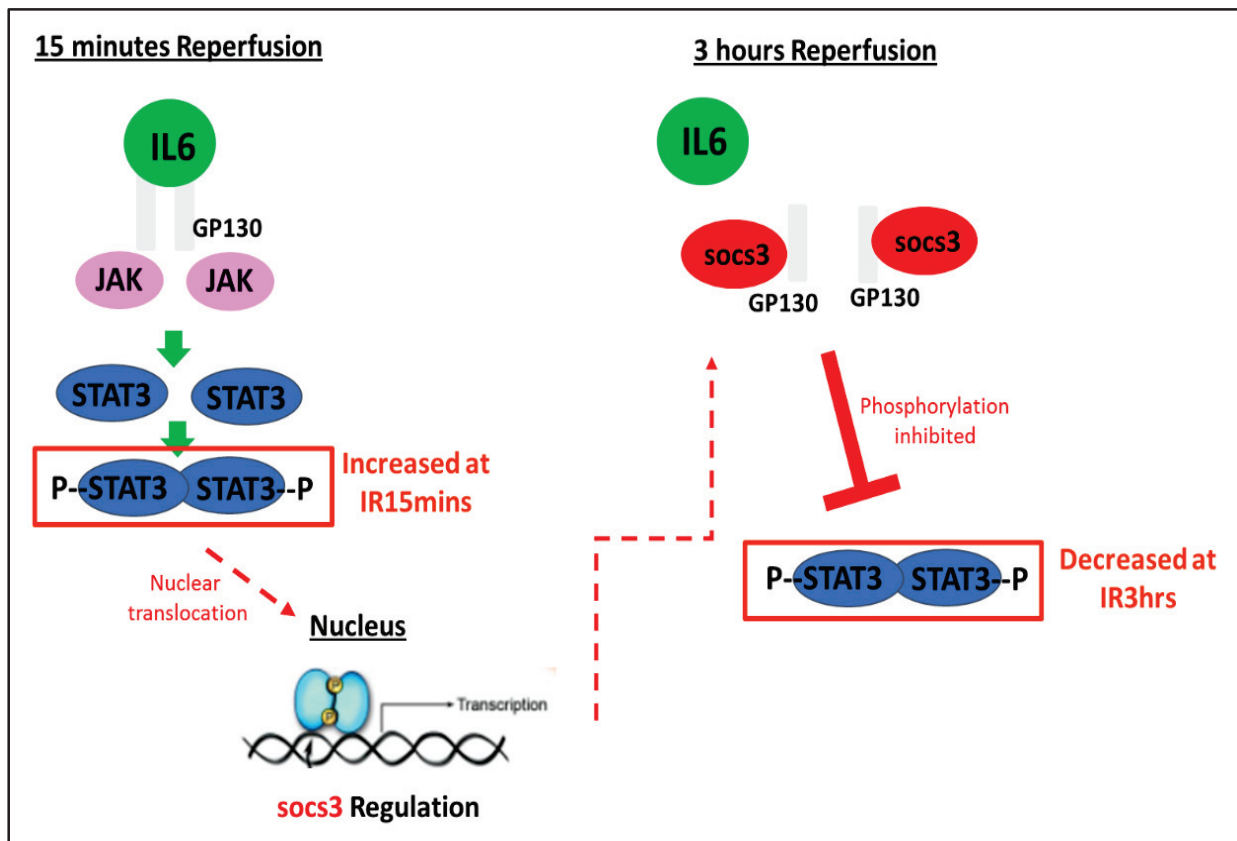 15 minutes Reperfusion
IL6
GP130
JAK
JAK
STAT3
STAT3
P--STAT3
STAT3--P
Increased at
IR15mins
Nuclear
translocation
Nucleus
P
P
Transcription
socs3 Regulation
3 hours Reperfusion
IL6
socs3
socs3
GP130
GP130
Phosphorylation
inhibited
P--STAT3
STAT3--P
Decreased at
IR3hrs